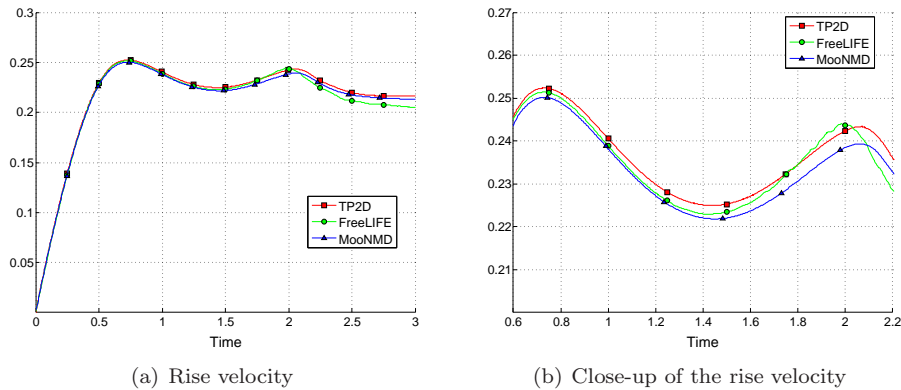 0.3
0.25
0.2
0.15
0.1
0.05
0
0.5
1
1.5
2
2.5
3
Time
TP2D
FreeLIFE
MooNMD
(a) Rise velocity
0.27
0.26
0.25
0.24
0.23
0.22
0.21
0.6
0.8
1
1.2
1.4
1.6
1.8
2
2.2
Time
TP2D
FreeLIFE
MooNMD
(b) Close-up of the rise velocity